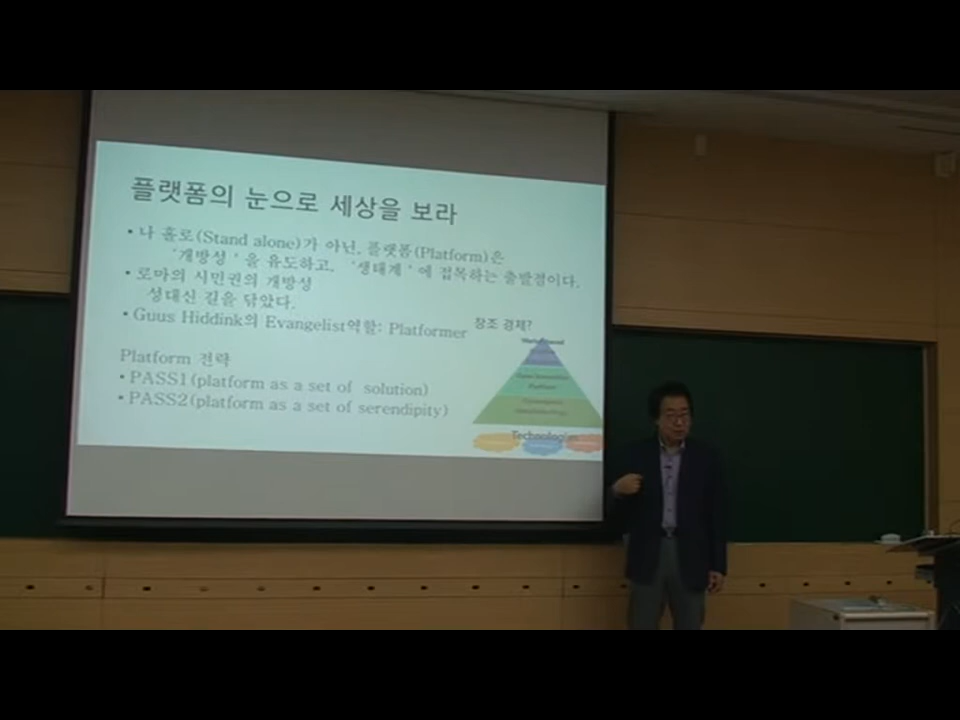 플랫폼의 눈으로 세상을 보라
• 나 홀로(Stand alone)가 아닌, 플랫폼(Platform)은
'개방성'을 유도하고, '생태계'에 접목하는 출발점이다.
• 로마의 시민권의 개방성
성대신 길을 닦았다.
• Guus Hiddink의 Evangelist역할: Platformer
창조 경제?
Platform 전략
• PASS1(platform as a set of solution)
• PASS2(platform as a set of serendipity)
Technologies